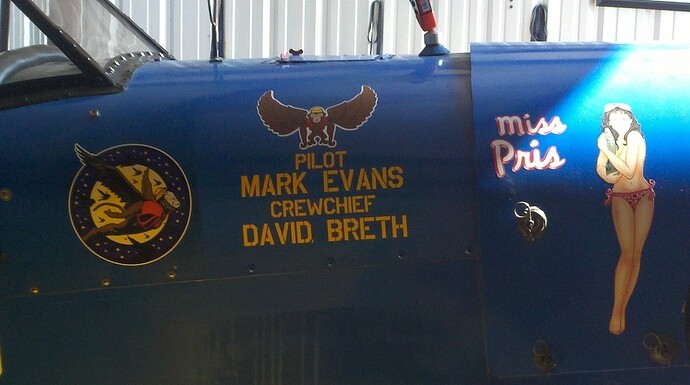 PILOT
MARK EVANS
CREWCHIEF
DAVID BRETH
miss
Pris